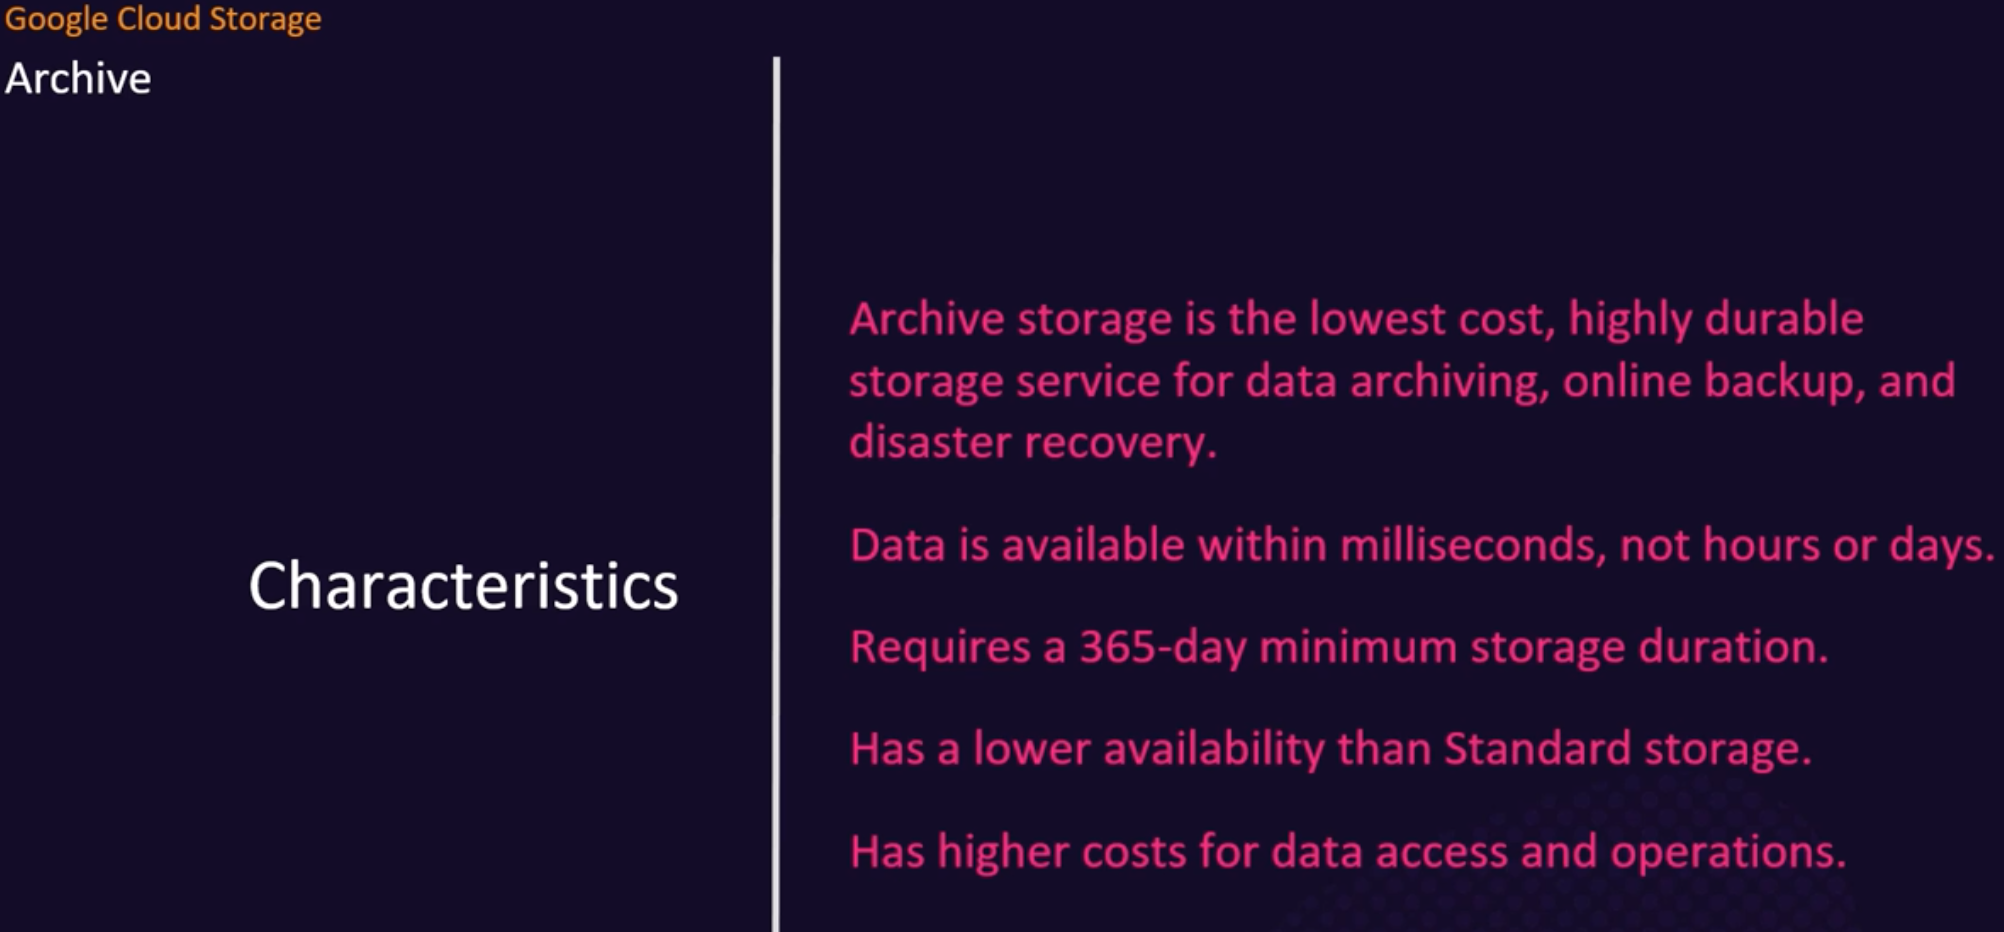 Google Cloud Storage
Archive
Characteristics
Archive storage is the lowest cost, highly durable
storage service for data archiving, online backup, and
disaster recovery.
Data is available within milliseconds, not hours or days.
Requires a 365-day minimum storage duration.
Has a lower availability than Standard storage.
Has higher costs for data access and operations.